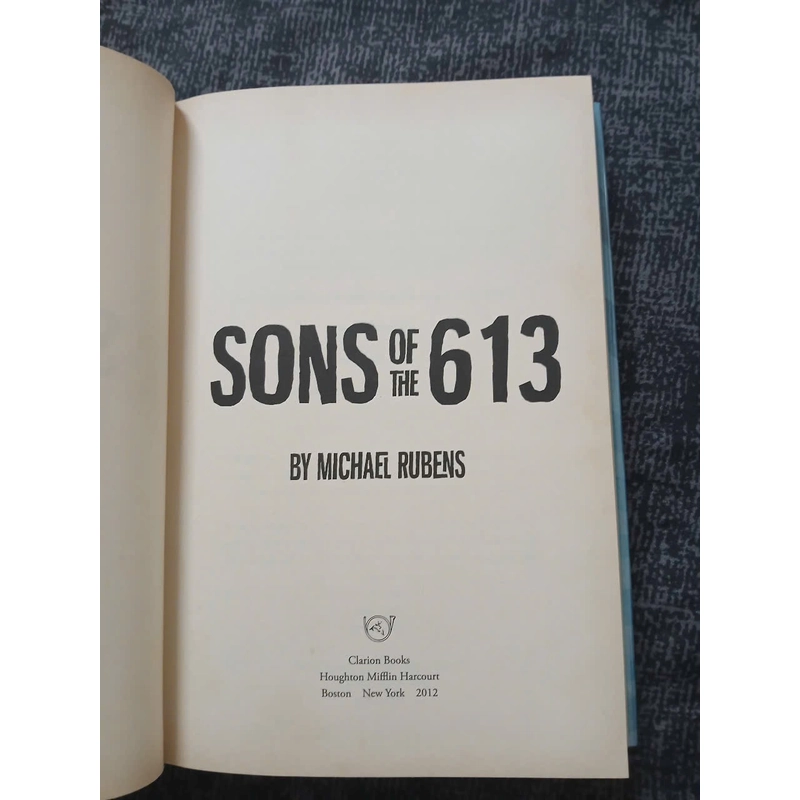 SONS OF THE 613
BY MICHAEL RUBENS
Clarion Books
Houghton Mifflin Harcourt
Boston New York 2012